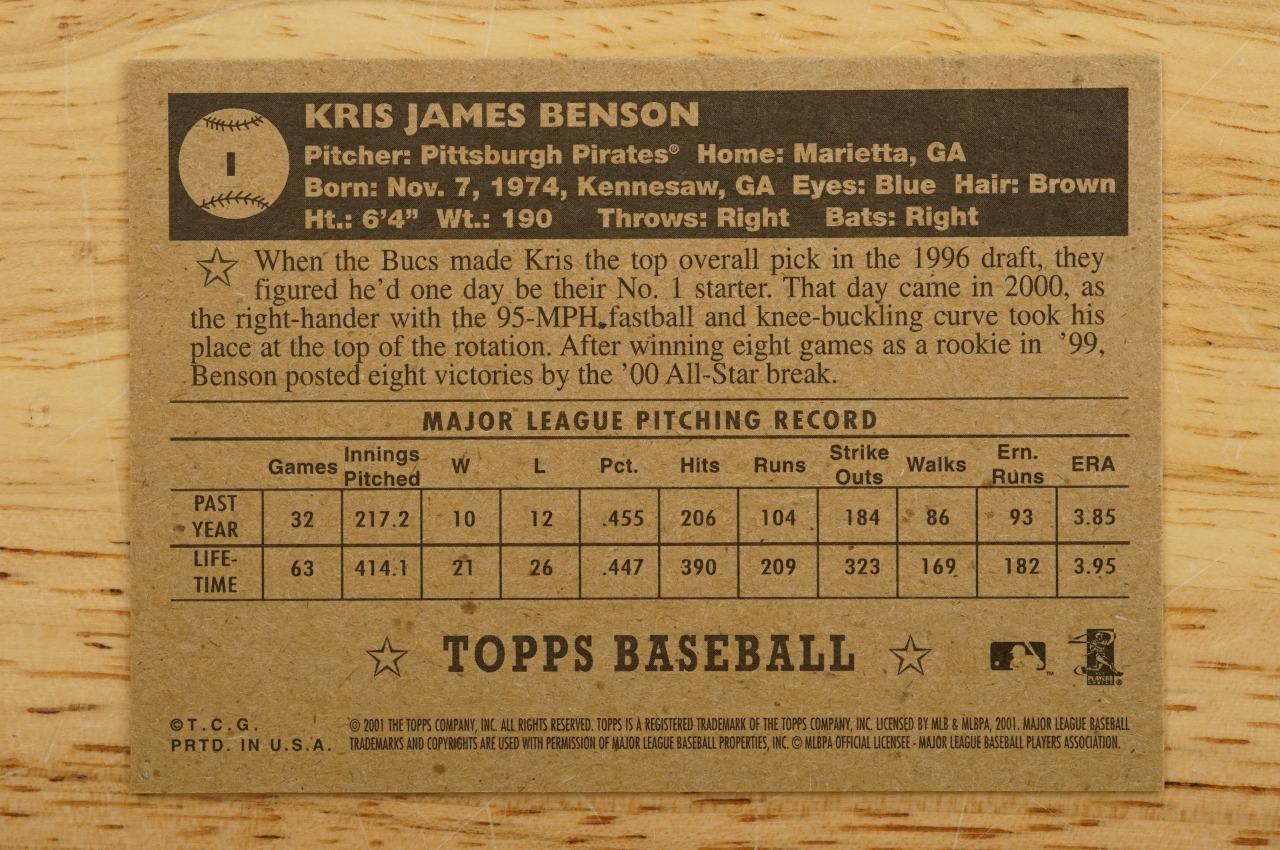 1
KRIS JAMES BENSON
Pitcher: Pittsburgh Pirates® Home: Marietta, GA
Born: Nov. 7, 1974, Kennesaw, GA Eyes: Blue Hair: Brown
Ht.: 6’4” Wt.: 190 Throws: Right Bats: Right
When the Bucs made Kris the top overall pick in the 1996 draft, they
figured he’d one day be their No. 1 starter. That day came in 2000, as
the right-hander with the 95-MPH fastball and knee-buckling curve took his
place at the top of the rotation. After winning eight games as a rookie in ’99,
Benson posted eight victories by the ’00 All-Star break.
MAJOR LEAGUE PITCHING RECORD
Games Innings Pitched W L Pct. Hits Runs Strike Outs Walks Ern. Runs ERA
PAST YEAR 32 217.2 10 12 .455 206 104 184 86 93 3.85
LIFE-TIME 63 414.1 21 26 .447 390 209 323 169 182 3.95
TOPPS BASEBALL
©T.C.G.
PRTD. IN U.S.A.
© 2001 THE TOPPS COMPANY, INC. ALL RIGHTS RESERVED. TOPPS IS A REGISTERED TRADEMARK OF THE TOPPS COMPANY, INC. LICENSED BY MLB & MLBPA, 2001. MAJOR LEAGUE BASEBALL
TRADEMARKS AND COPYRIGHTS ARE USED WITH PERMISSION OF MAJOR LEAGUE BASEBALL PROPERTIES, INC. © MLBPA OFFICIAL LICENSEE - MAJOR LEAGUE BASEBALL PLAYERS ASSOCIATION.